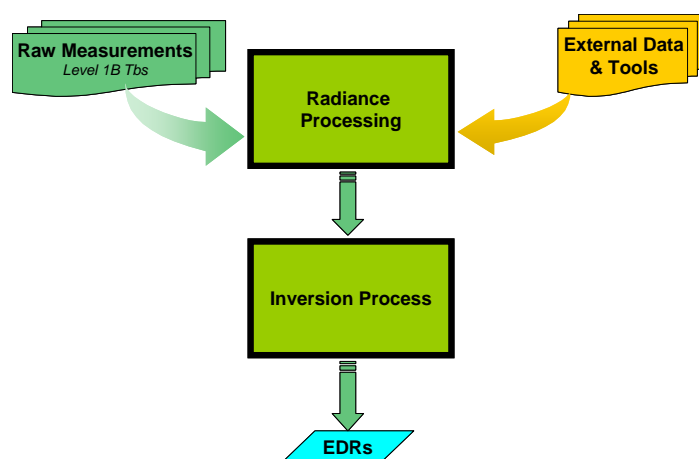 Raw Measurements
Level 1B Tbs
External Data
& Tools
Radiance
Processing
Inversion Process
EDRs